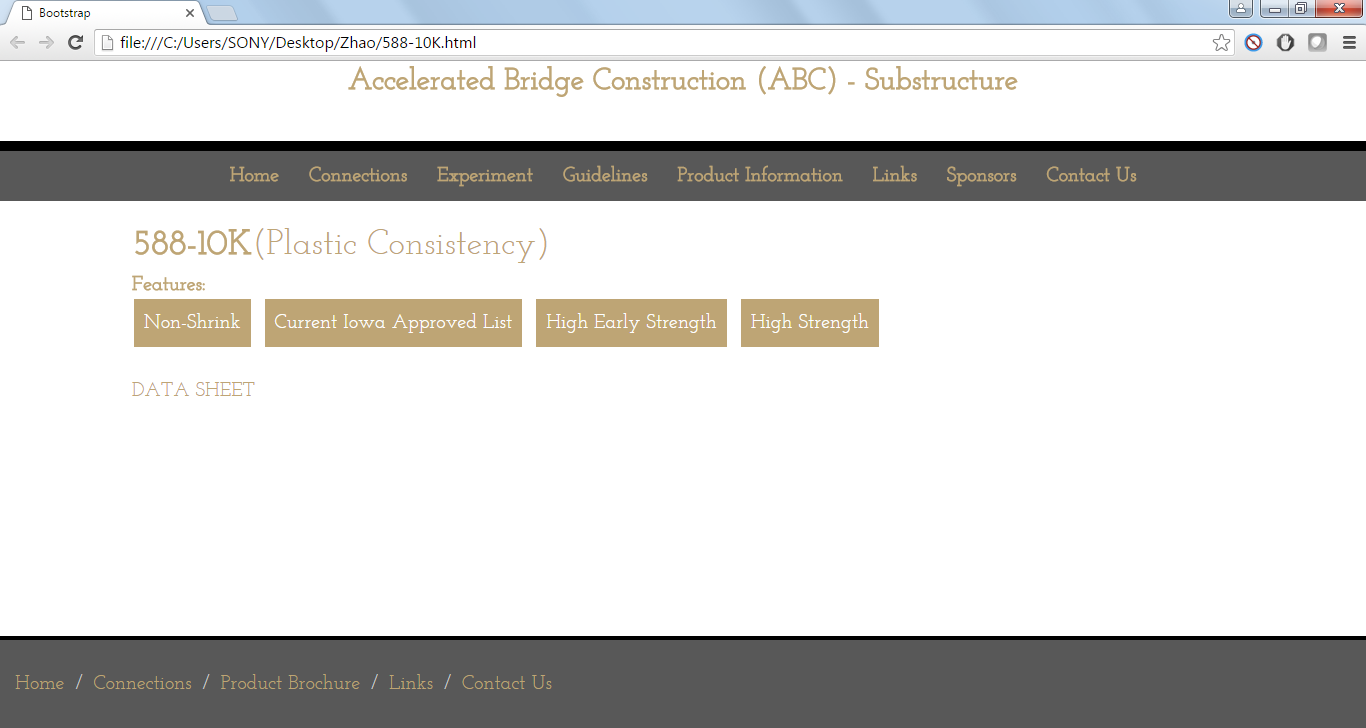 Bootstrap
file:///C:/Users/SONY/Desktop/Zhao/588-10K.html
Accelerated Bridge Construction (ABC) - Substructure
Home Connections Experiment Guidelines Product Information Links Sponsors Contact Us
588-10K(Plastic Consistency)
Features:
Non-Shrink Current Iowa Approved List High Early Strength High Strength
DATA SHEET
Home / Connections / Product Brochure / Links / Contact Us